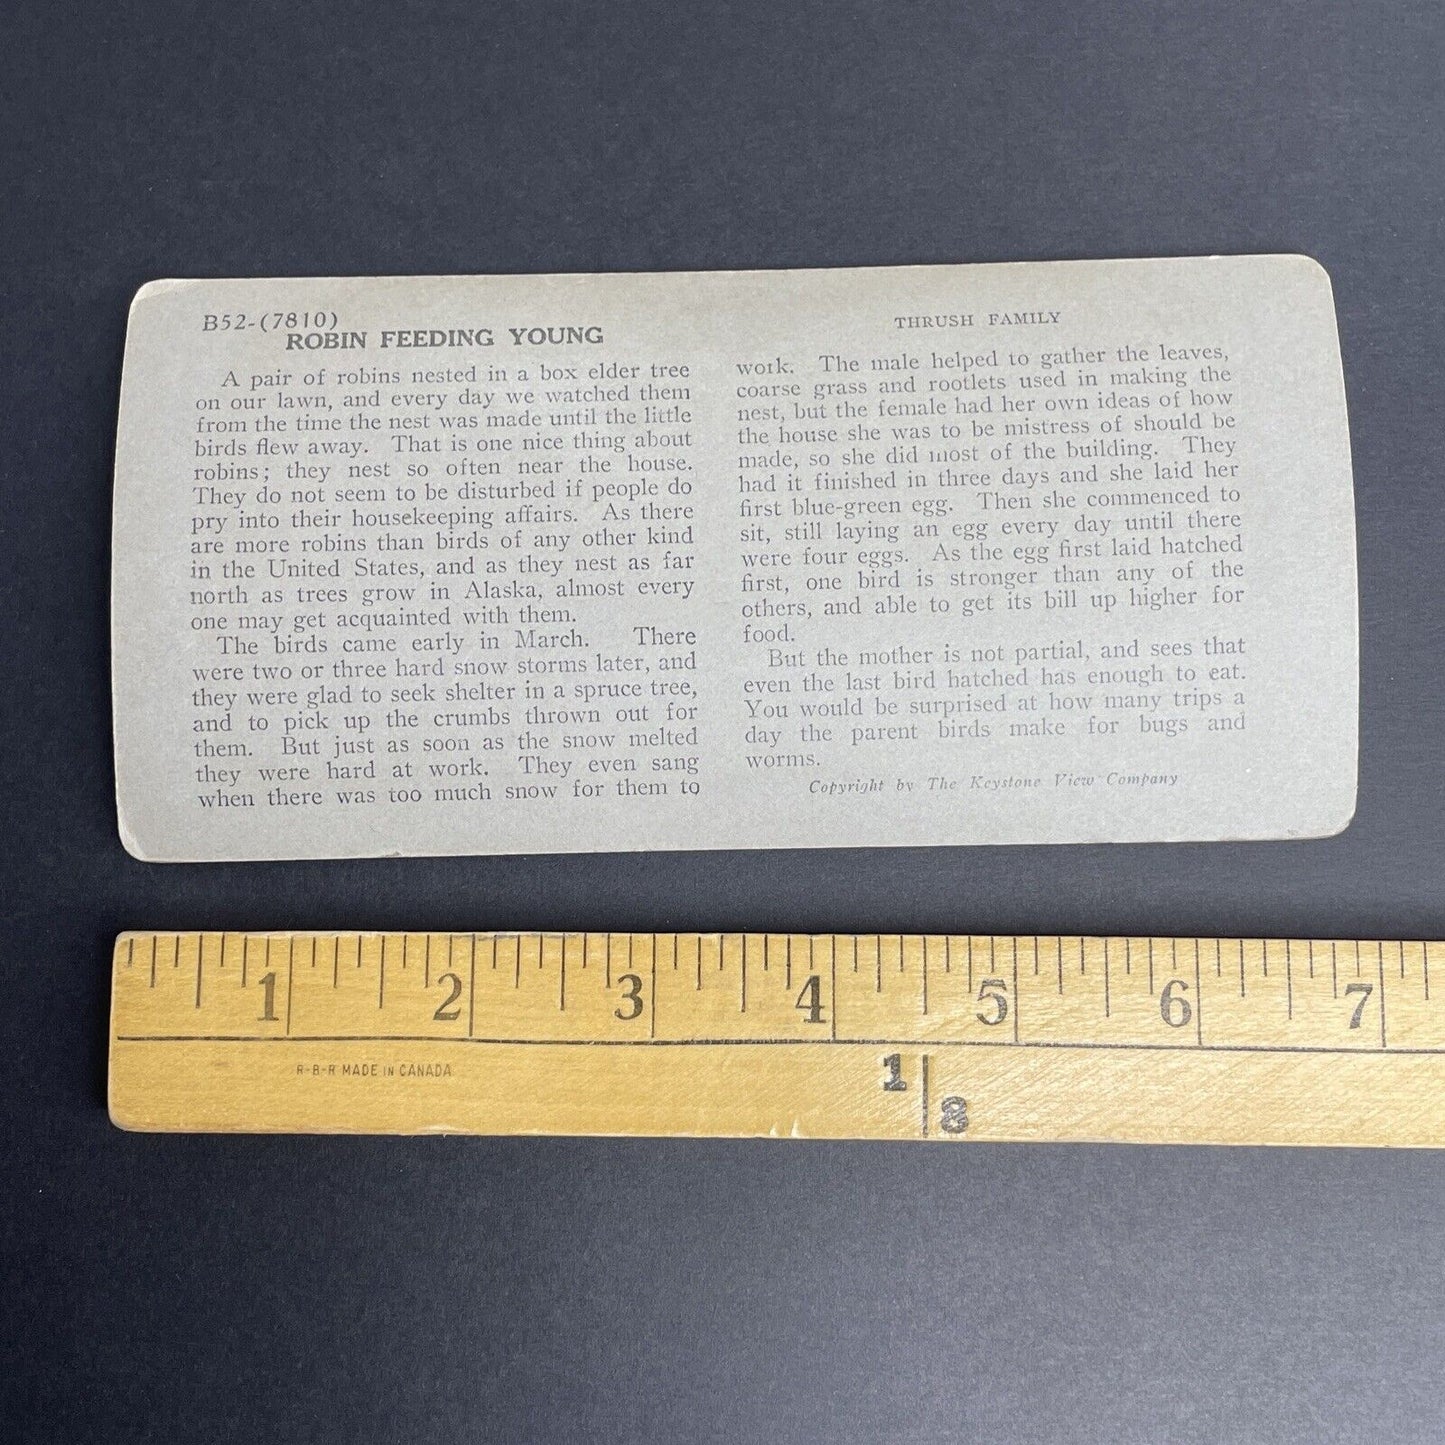 B52-(7810)
ROBIN FEEDING YOUNG
A pair of robins nested in a box elder tree
on our lawn, and every day we watched them
from the time the nest was made until the little
birds flew away. That is one nice thing about
robins; they nest so often near the house.
They do not seem to be disturbed if people do
pry into their housekeeping affairs. As there
are more robins than birds of any other kind
in the United States, and as they nest as far
north as trees grow in Alaska, almost every
one may get acquainted with them.
The birds came early in March. There
were two or three hard snow storms later, and
they were glad to seek shelter in a spruce tree,
and to pick up the crumbs thrown out for
them. But just as soon as the snow melted
they were hard at work. They even sang
when there was too much snow for them to
THRUSH FAMILY
work. The male helped to gather the leaves,
coarse grass and rootlets used in making the
nest, but the female had her own ideas of how
the house she was to be mistress of should be
made, so she did most of the building. They
had it finished in three days and she laid her
first blue-green egg. Then she commenced to
sit, still laying an egg every day until there
were four eggs. As the egg first laid hatched
first, one bird is stronger than any of the
others, and able to get its bill up higher for
food.
But the mother is not partial, and sees that
even the last bird hatched has enough to eat.
You would be surprised at how many trips a
day the parent birds make for bugs and
worms.
Copyright by The Keystone View Company
1 2 3 4 5 6 7
R-B-R MADE IN CANADA
1
8